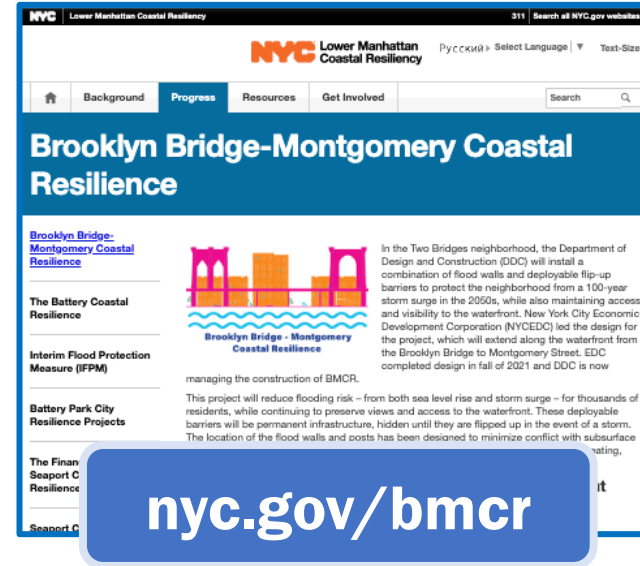 NYC Lower Manhattan Coastal Resiliency 311 Search all NYC.gov websites
NYC Lower Manhattan Coastal Resiliency Русский Select Language ▼ Text-Size
Background Progress Resources Get Involved Search
Brooklyn Bridge-Montgomery Coastal
Resilience
Brooklyn Bridge-
Montgomery Coastal
Resilience
The Battery Coastal
Resilience
Interim Flood Protection
Measure (IFPM)
Battery Park City
Resilience Projects
The Finan
Seaport C
Resilience
Seaport C
Brooklyn Bridge - Montgomery
Coastal Resilience
In the Two Bridges neighborhood, the Department of
Design and Construction (DDC) will install a
combination of flood walls and deployable flip-up
barriers to protect the neighborhood from a 100-year
storm surge in the 2050s, while also maintaining access
and visibility to the waterfront. New York City Economic
Development Corporation (NYCEDC) led the design for
the project, which will extend along the waterfront from
the Brooklyn Bridge to Montgomery Street. EDC
completed design in fall of 2021 and DDC is now
managing the construction of BMCR.
This project will reduce flooding risk – from both sea level rise and storm surge – for thousands of
residents, while continuing to preserve views and access to the waterfront. These deployable
barriers will be permanent infrastructure, hidden until they are flipped up in the event of a storm.
The location of the flood walls and posts has been designed to minimize conflict with subsurface
nyc.gov/bmcr